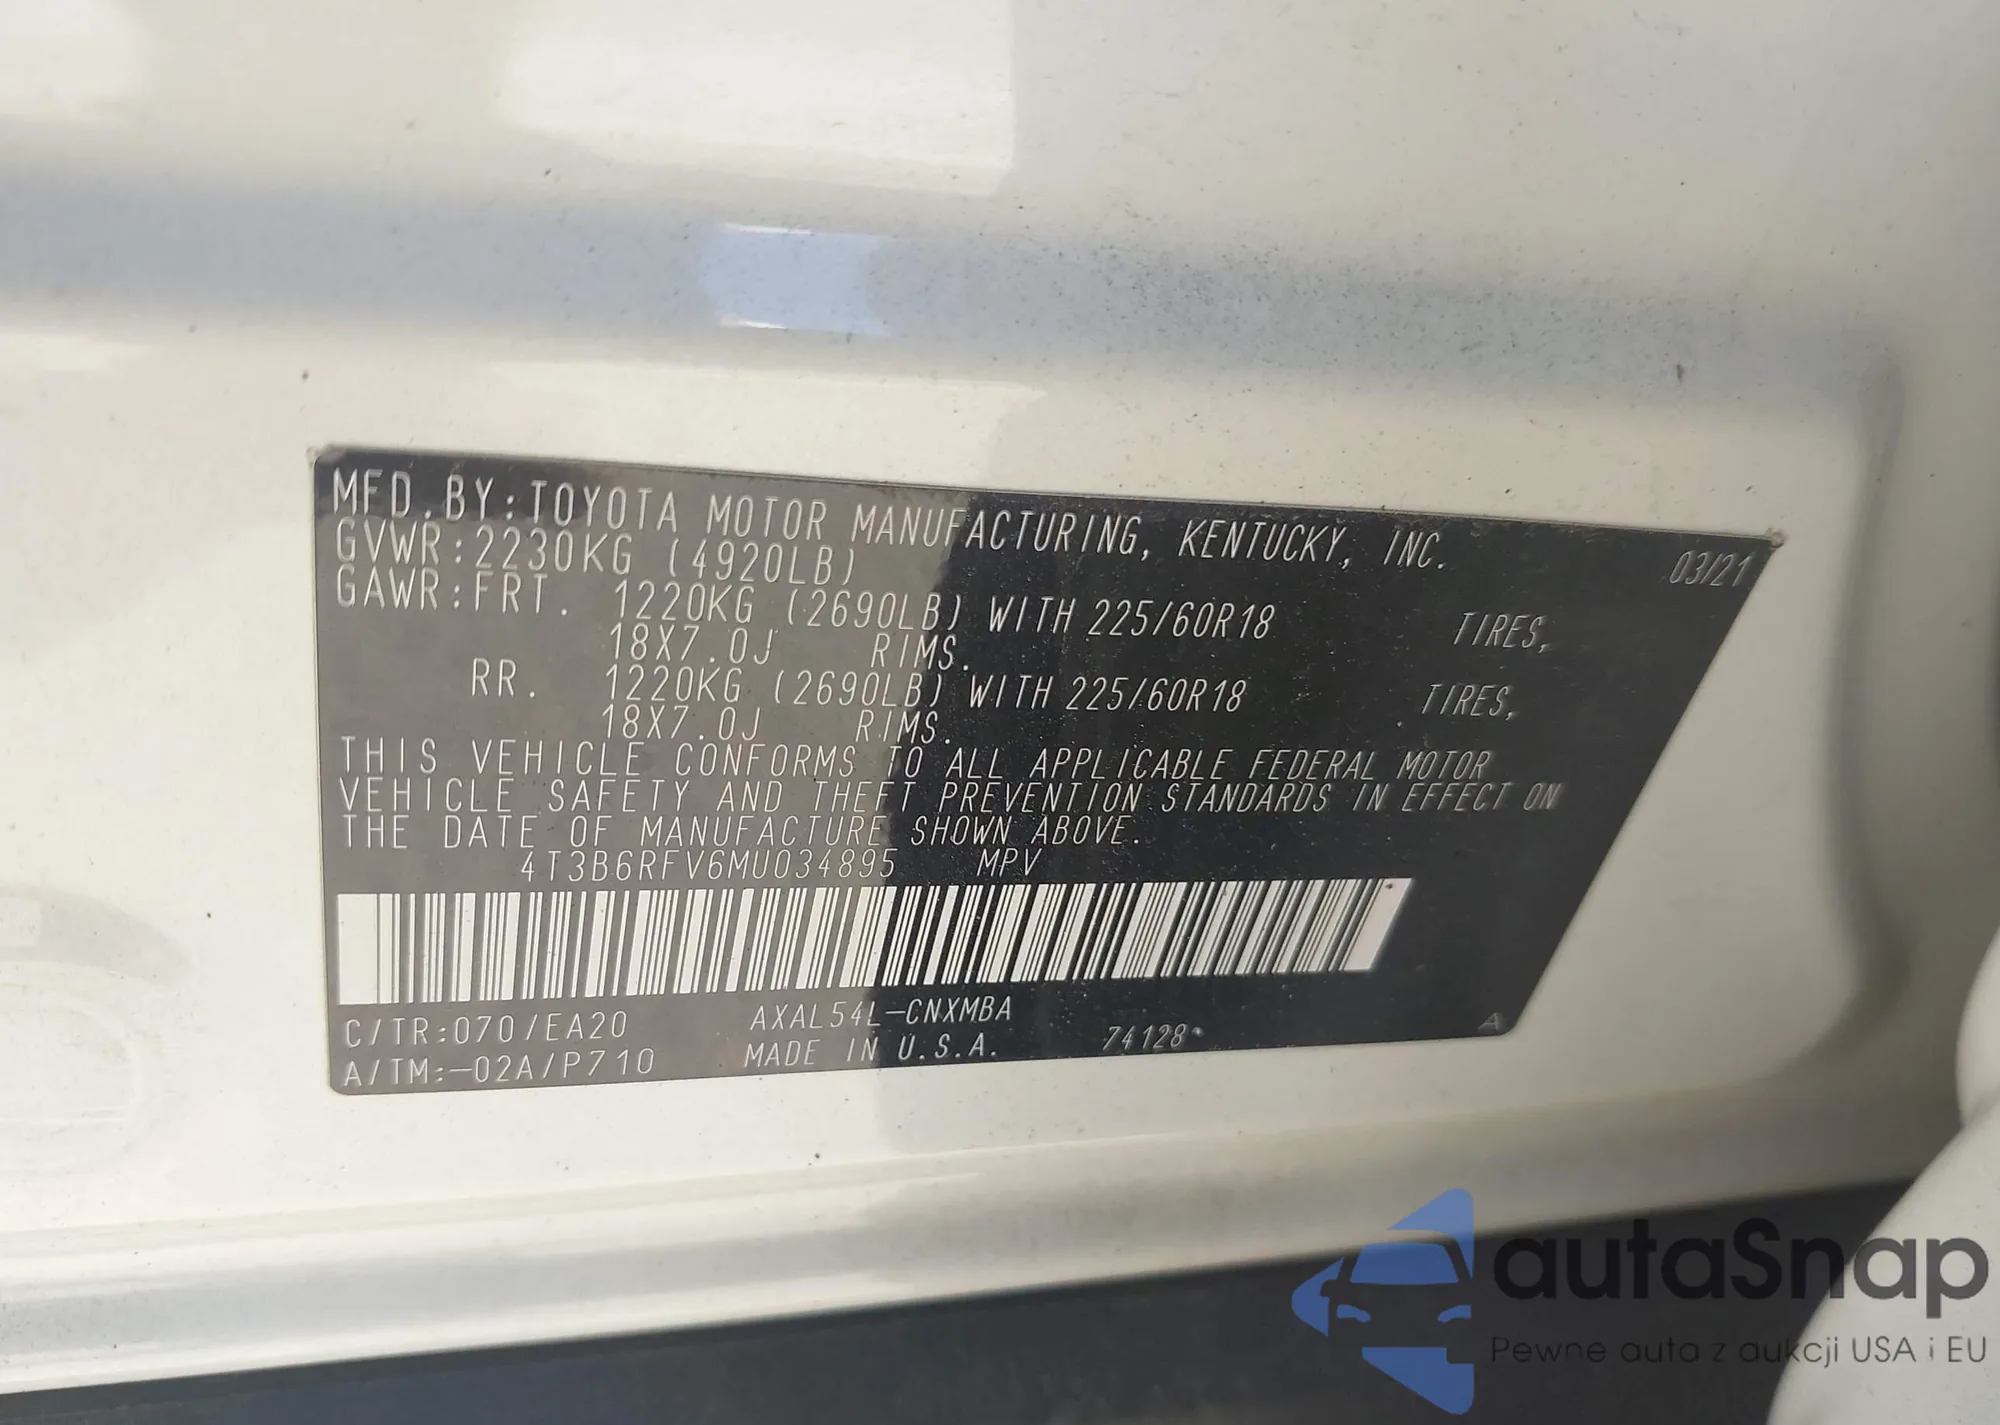 MFD.BY:TOYOTA MOTOR MANUFACTURING, KENTUCKY, INC. 03/21
GVWR:2230KG (4920LB)
GAWR:FRT. 1220KG (2690LB) WITH 225/60R18 TIRES,
18X7.0J RIMS.
RR. 1220KG (2690LB) WITH 225/60R18 TIRES,
18X7.0J RIMS.
THIS VEHICLE CONFORMS TO ALL APPLICABLE FEDERAL MOTOR
VEHICLE SAFETY AND THEFT PREVENTION STANDARDS IN EFFECT ON
THE DATE OF MANUFACTURE SHOWN ABOVE.
4T3B6RFV6MU034895 MPV
C/TR:070/EA20 AXAL54L-CNXMBA
A/TM:-02A/P710 MADE IN U.S.A. 74128* A
autaSnap
Pewne auta z aukcji USA i EU